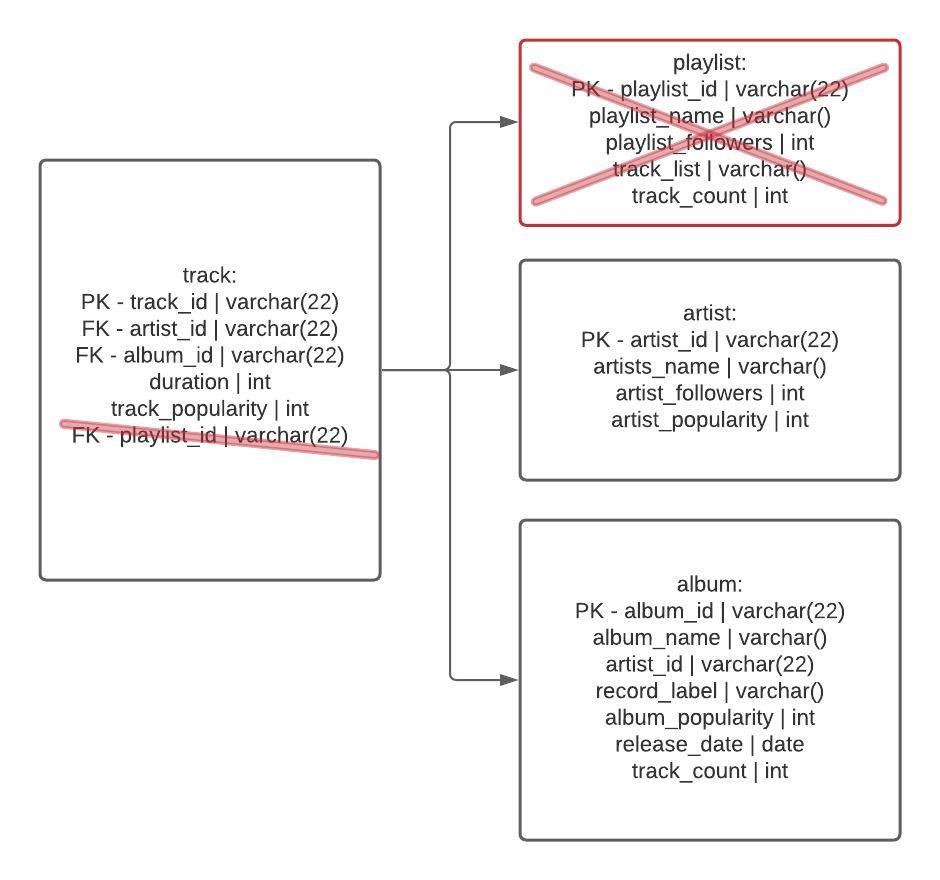 track:
PK - track_id | varchar(22)
FK - artist_id | varchar(22)
FK - album_id | varchar(22)
duration | int
track_popularity | int
FK - playlist_id | varchar(22)
playlist:
PK - playlist_id | varchar(22)
playlist_name | varchar()
playlist_followers | int
track_list | varchar()
track_count | int
artist:
PK - artist_id | varchar(22)
artists_name | varchar()
artist_followers | int
artist_popularity | int
album:
PK - album_id | varchar(22)
album_name | varchar()
artist_id | varchar(22)
record_label | varchar()
album_popularity | int
release_date | date
track_count | int